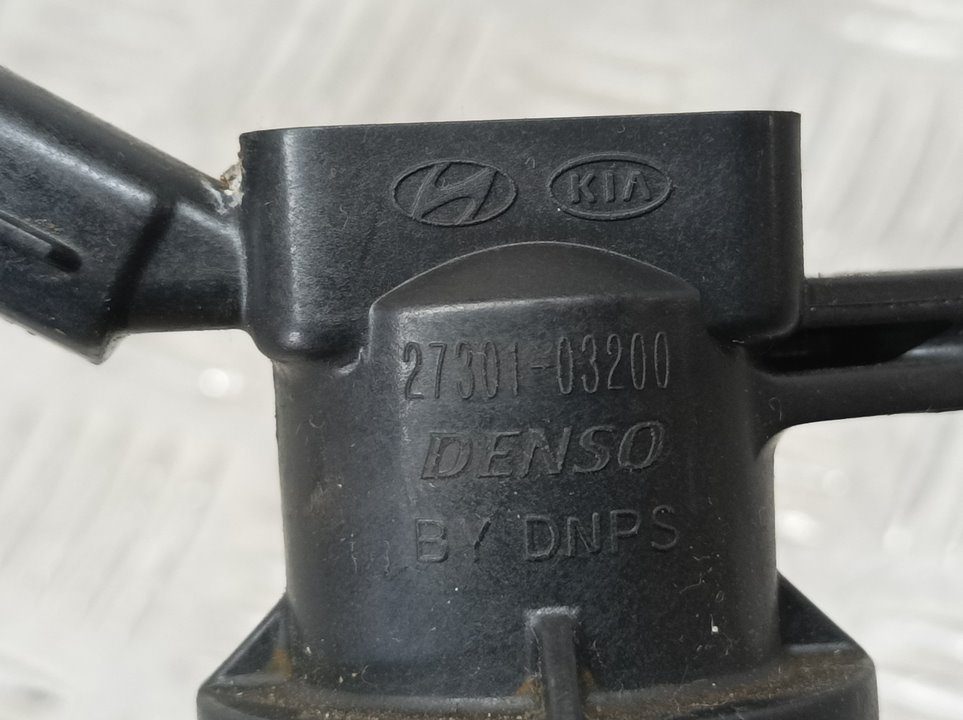 KIA
27301-03200
DENSO
BY DNPS